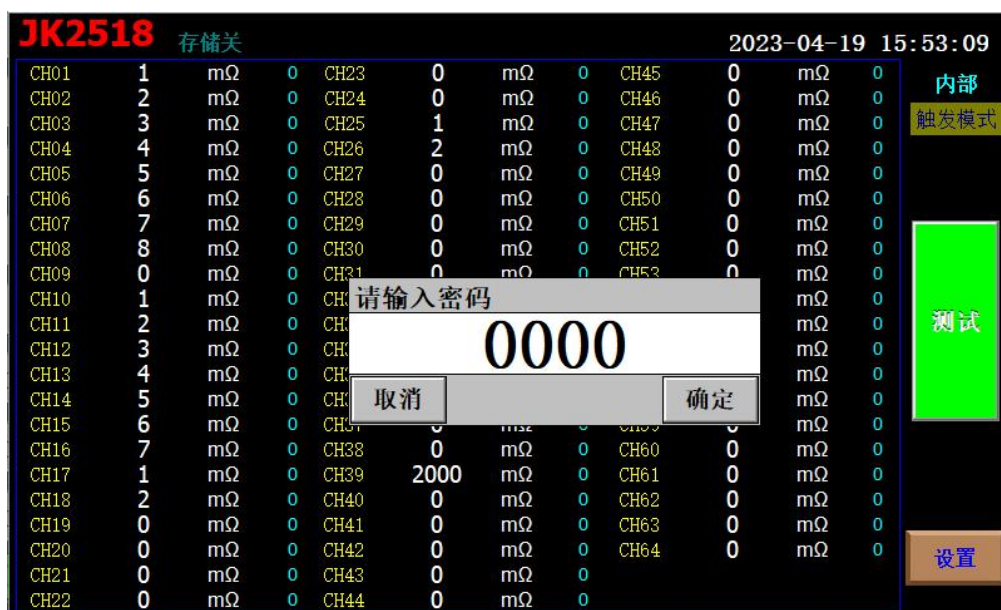 JK2518 存储关 2023-04-19 15:53:09
CH01 1 mΩ 0 CH23 0 mΩ 0 CH45 0 mΩ 0
内部
CH02 2 mΩ 0 CH24 0 mΩ 0 CH46 0 mΩ 0
CH03 3 mΩ 0 CH25 1 mΩ 0 CH47 0 mΩ 0
触发模式
CH04 4 mΩ 0 CH26 2 mΩ 0 CH48 0 mΩ 0
CH05 5 mΩ 0 CH27 0 mΩ 0 CH49 0 mΩ 0
CH06 6 mΩ 0 CH28 0 mΩ 0 CH50 0 mΩ 0
CH07 7 mΩ 0 CH29 0 mΩ 0 CH51 0 mΩ 0
CH08 8 mΩ 0 CH30 0 mΩ 0 CH52 0 mΩ 0
CH09 0 mΩ 0 CH31 0 mΩ 0 CH53 0 mΩ 0
CH10 1 mΩ 0 请输入密码 mΩ 0
CH11 2 mΩ 0 mΩ 0
测试
0000
CH12 3 mΩ 0 mΩ 0
CH13 4 mΩ 0 mΩ 0
CH14 5 mΩ 0 取消 确定 mΩ 0
CH15 6 mΩ 0 mΩ 0
CH16 7 mΩ 0 CH38 0 mΩ 0 CH60 0 mΩ 0
CH17 1 mΩ 0 CH39 2000 mΩ 0 CH61 0 mΩ 0
CH18 2 mΩ 0 CH40 0 mΩ 0 CH62 0 mΩ 0
CH19 0 mΩ 0 CH41 0 mΩ 0 CH63 0 mΩ 0
CH20 0 mΩ 0 CH42 0 mΩ 0 CH64 0 mΩ 0
设置
CH21 0 mΩ 0 CH43 0 mΩ 0
CH22 0 mΩ 0 CH44 0 mΩ 0